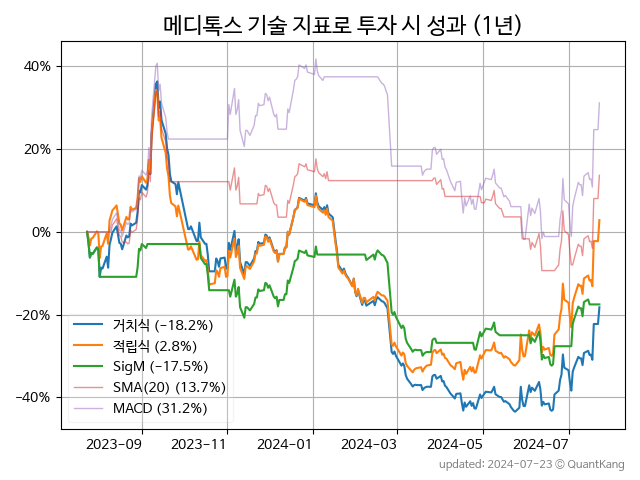 메디톡스 기술 지표로 투자 시 성과 (1년)
40%
20%
0%
−20%
−40%
거치식 (−18.2%)
적립식 (2.8%)
SigM (−17.5%)
SMA(20) (13.7%)
MACD (31.2%)
2023−09 2023−11 2024−01 2024−03 2024−05 2024−07
updated: 2024-07-23 © QuantKang